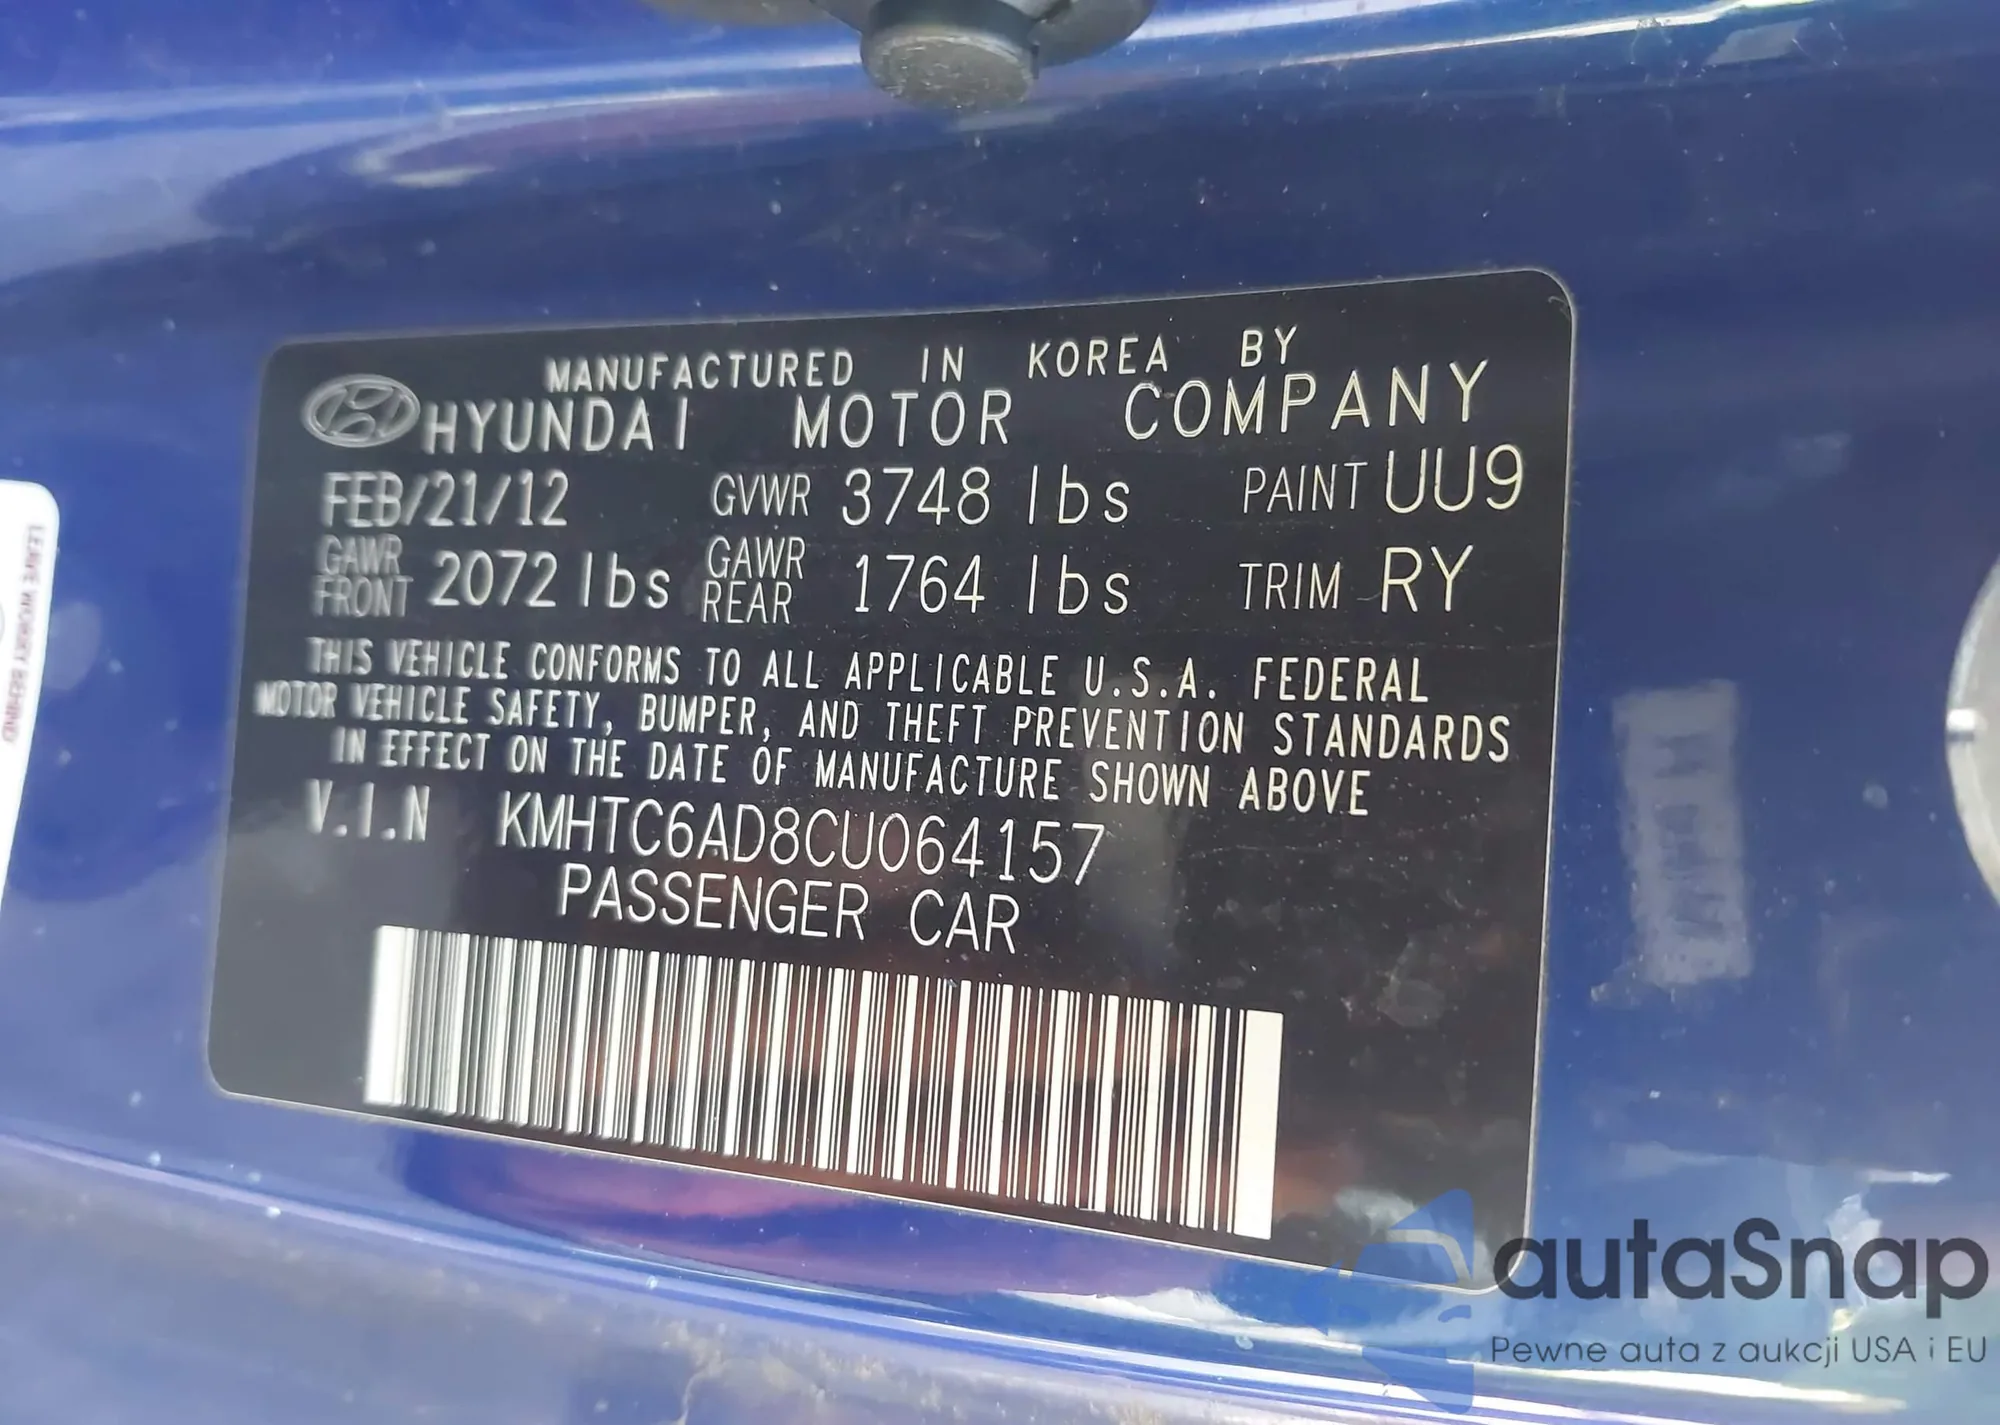 MANUFACTURED IN KOREA BY
HYUNDAI MOTOR COMPANY
FEB/21/12 GVWR 3748 lbs PAINT UU9
GAWR FRONT 2072 lbs GAWR REAR 1764 lbs TRIM RY
THIS VEHICLE CONFORMS TO ALL APPLICABLE U.S.A. FEDERAL
MOTOR VEHICLE SAFETY, BUMPER, AND THEFT PREVENTION STANDARDS
IN EFFECT ON THE DATE OF MANUFACTURE SHOWN ABOVE
V.I.N KMHTC6AD8CU064157
PASSENGER CAR
LEAVE WORRY BEHIND
autaSnap
Pewne auta z aukcji USA i EU